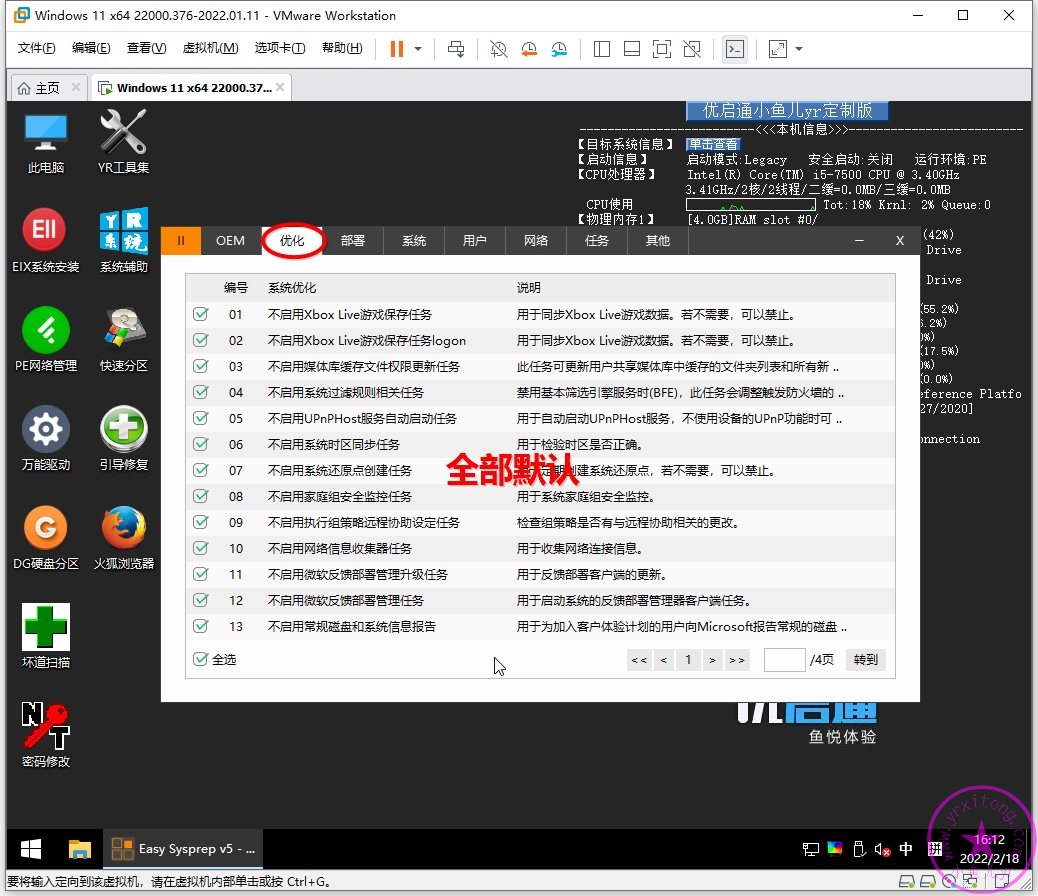 Windows 11 x64 22000.376-2022.01.11 - VMware Workstation
文件(F) 编辑(E) 查看(V) 虚拟机(M) 选项卡(T) 帮助(H)
主页 Windows 11 x64 22000.37...
此电脑
YR工具集
EII
EIX系统安装
YR系统
系统辅助
PE网络管理
快速分区
万能驱动
引导修复
DG硬盘分区
火狐浏览器
坏道扫描
NT
密码修改
优启通小鱼儿yr定制版
------------------------<<<本机信息>>>------------------------
【目标系统信息】 单击查看
【启动信息】 启动模式:Legacy 安全启动:关闭 运行环境:PE
【CPU处理器】 Intel(R) Core(TM) i5-7500 CPU @ 3.40GHz
3.41GHz/2核/2线程/二缓=0.0MB/三缓=0.0MB
CPU使用 Tot:18% Krnl: 2% Queue:0
【物理内存1】 [4.0GB]RAM slot #0/
(42%)
Drive
Drive
(55.2%)
(17.5%)
(0.0%)
eference Platfo
27/2020]
onnection
OEM 优化 部署 系统 用户 网络 任务 其他 X
编号 系统优化 说明
01 不启用Xbox Live游戏保存任务 用于同步Xbox Live游戏数据。若不需要，可以禁止。
02 不启用Xbox Live游戏保存任务logon 用于同步Xbox Live游戏数据。若不需要，可以禁止。
03 不启用媒体库缓存文件权限更新任务 此任务可更新用户共享媒体库中缓存的文件夹列表和所有新 ..
04 不启用系统过滤规则相关任务 禁用基本筛选引擎服务时(BFE)，此任务会调整触发防火墙的 ..
05 不启用UPnPHost服务自动启动任务 用于自动启动UPnPHost服务，不使用设备的UPnP功能时可 ..
06 不启用系统时区同步任务 用于检验时区是否正确。
07 不启用系统还原点创建任务 定期创建系统还原点，若不需要，可以禁止。
全部默认
08 不启用家庭组安全监控任务 用于系统家庭组安全监控。
09 不启用执行组策略远程协助设定任务 检查组策略是否有与远程协助相关的更改。
10 不启用网络信息收集器任务 用于收集网络连接信息。
11 不启用微软反馈部署管理升级任务 用于反馈部署客户端的更新。
12 不启用微软反馈部署管理任务 用于启动系统的反馈部署管理器客户端任务。
13 不启用常规磁盘和系统信息报告 用于为加入客户体验计划的用户向Microsoft报告常规的磁盘 ..
全选 << < 1 > >> /4页 转到
优启通
鱼悦体验
Easy Sysprep v5 - ...
中 拼
16:12
2022/2/18
www.yrxitong.com
要将输入定向到该虚拟机，请在虚拟机内部单击或按 Ctrl+G。